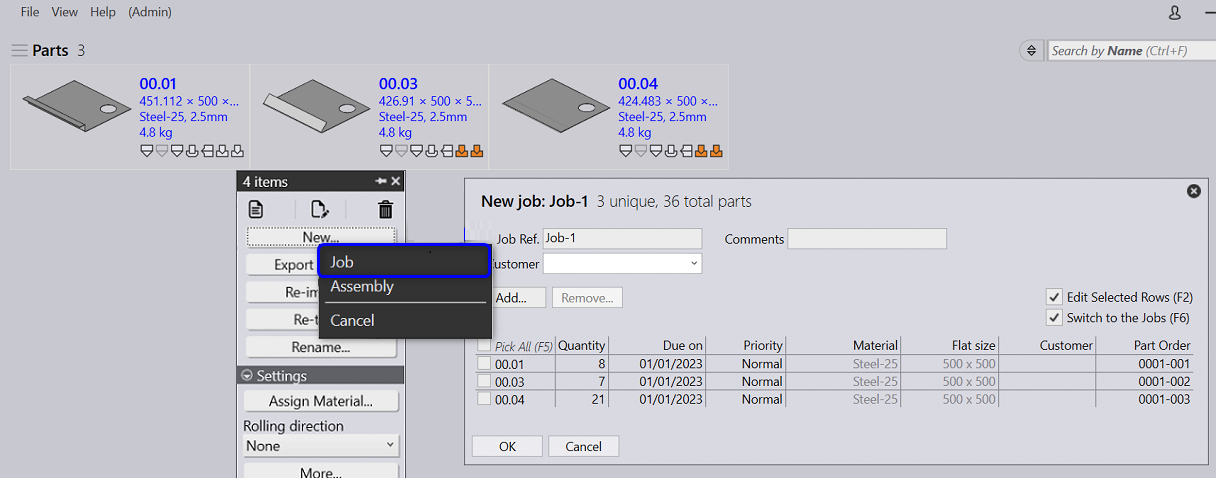 File View Help (Admin)
Parts 3
Search by Name (Ctrl+F)
00.01
451.112 × 500 ×...
Steel-25, 2.5mm
4.8 kg
00.03
426.91 × 500 × 5...
Steel-25, 2.5mm
4.8 kg
00.04
424.483 × 500 ×...
Steel-25, 2.5mm
4.8 kg
4 items
New...
Export
Re-im
Re-t
Rename...
Settings
Assign Material...
Rolling direction
None
More...
Job
Assembly
Cancel
New job: Job-1 3 unique, 36 total parts
Job Ref. Job-1 Comments
ustomer
Add... Remove...
Edit Selected Rows (F2)
Switch to the Jobs (F6)
Pick All (F5) Quantity Due on Priority Material Flat size Customer Part Order
00.01 8 01/01/2023 Normal Steel-25 500 x 500 0001-001
00.03 7 01/01/2023 Normal Steel-25 500 x 500 0001-002
00.04 21 01/01/2023 Normal Steel-25 500 x 500 0001-003
OK Cancel